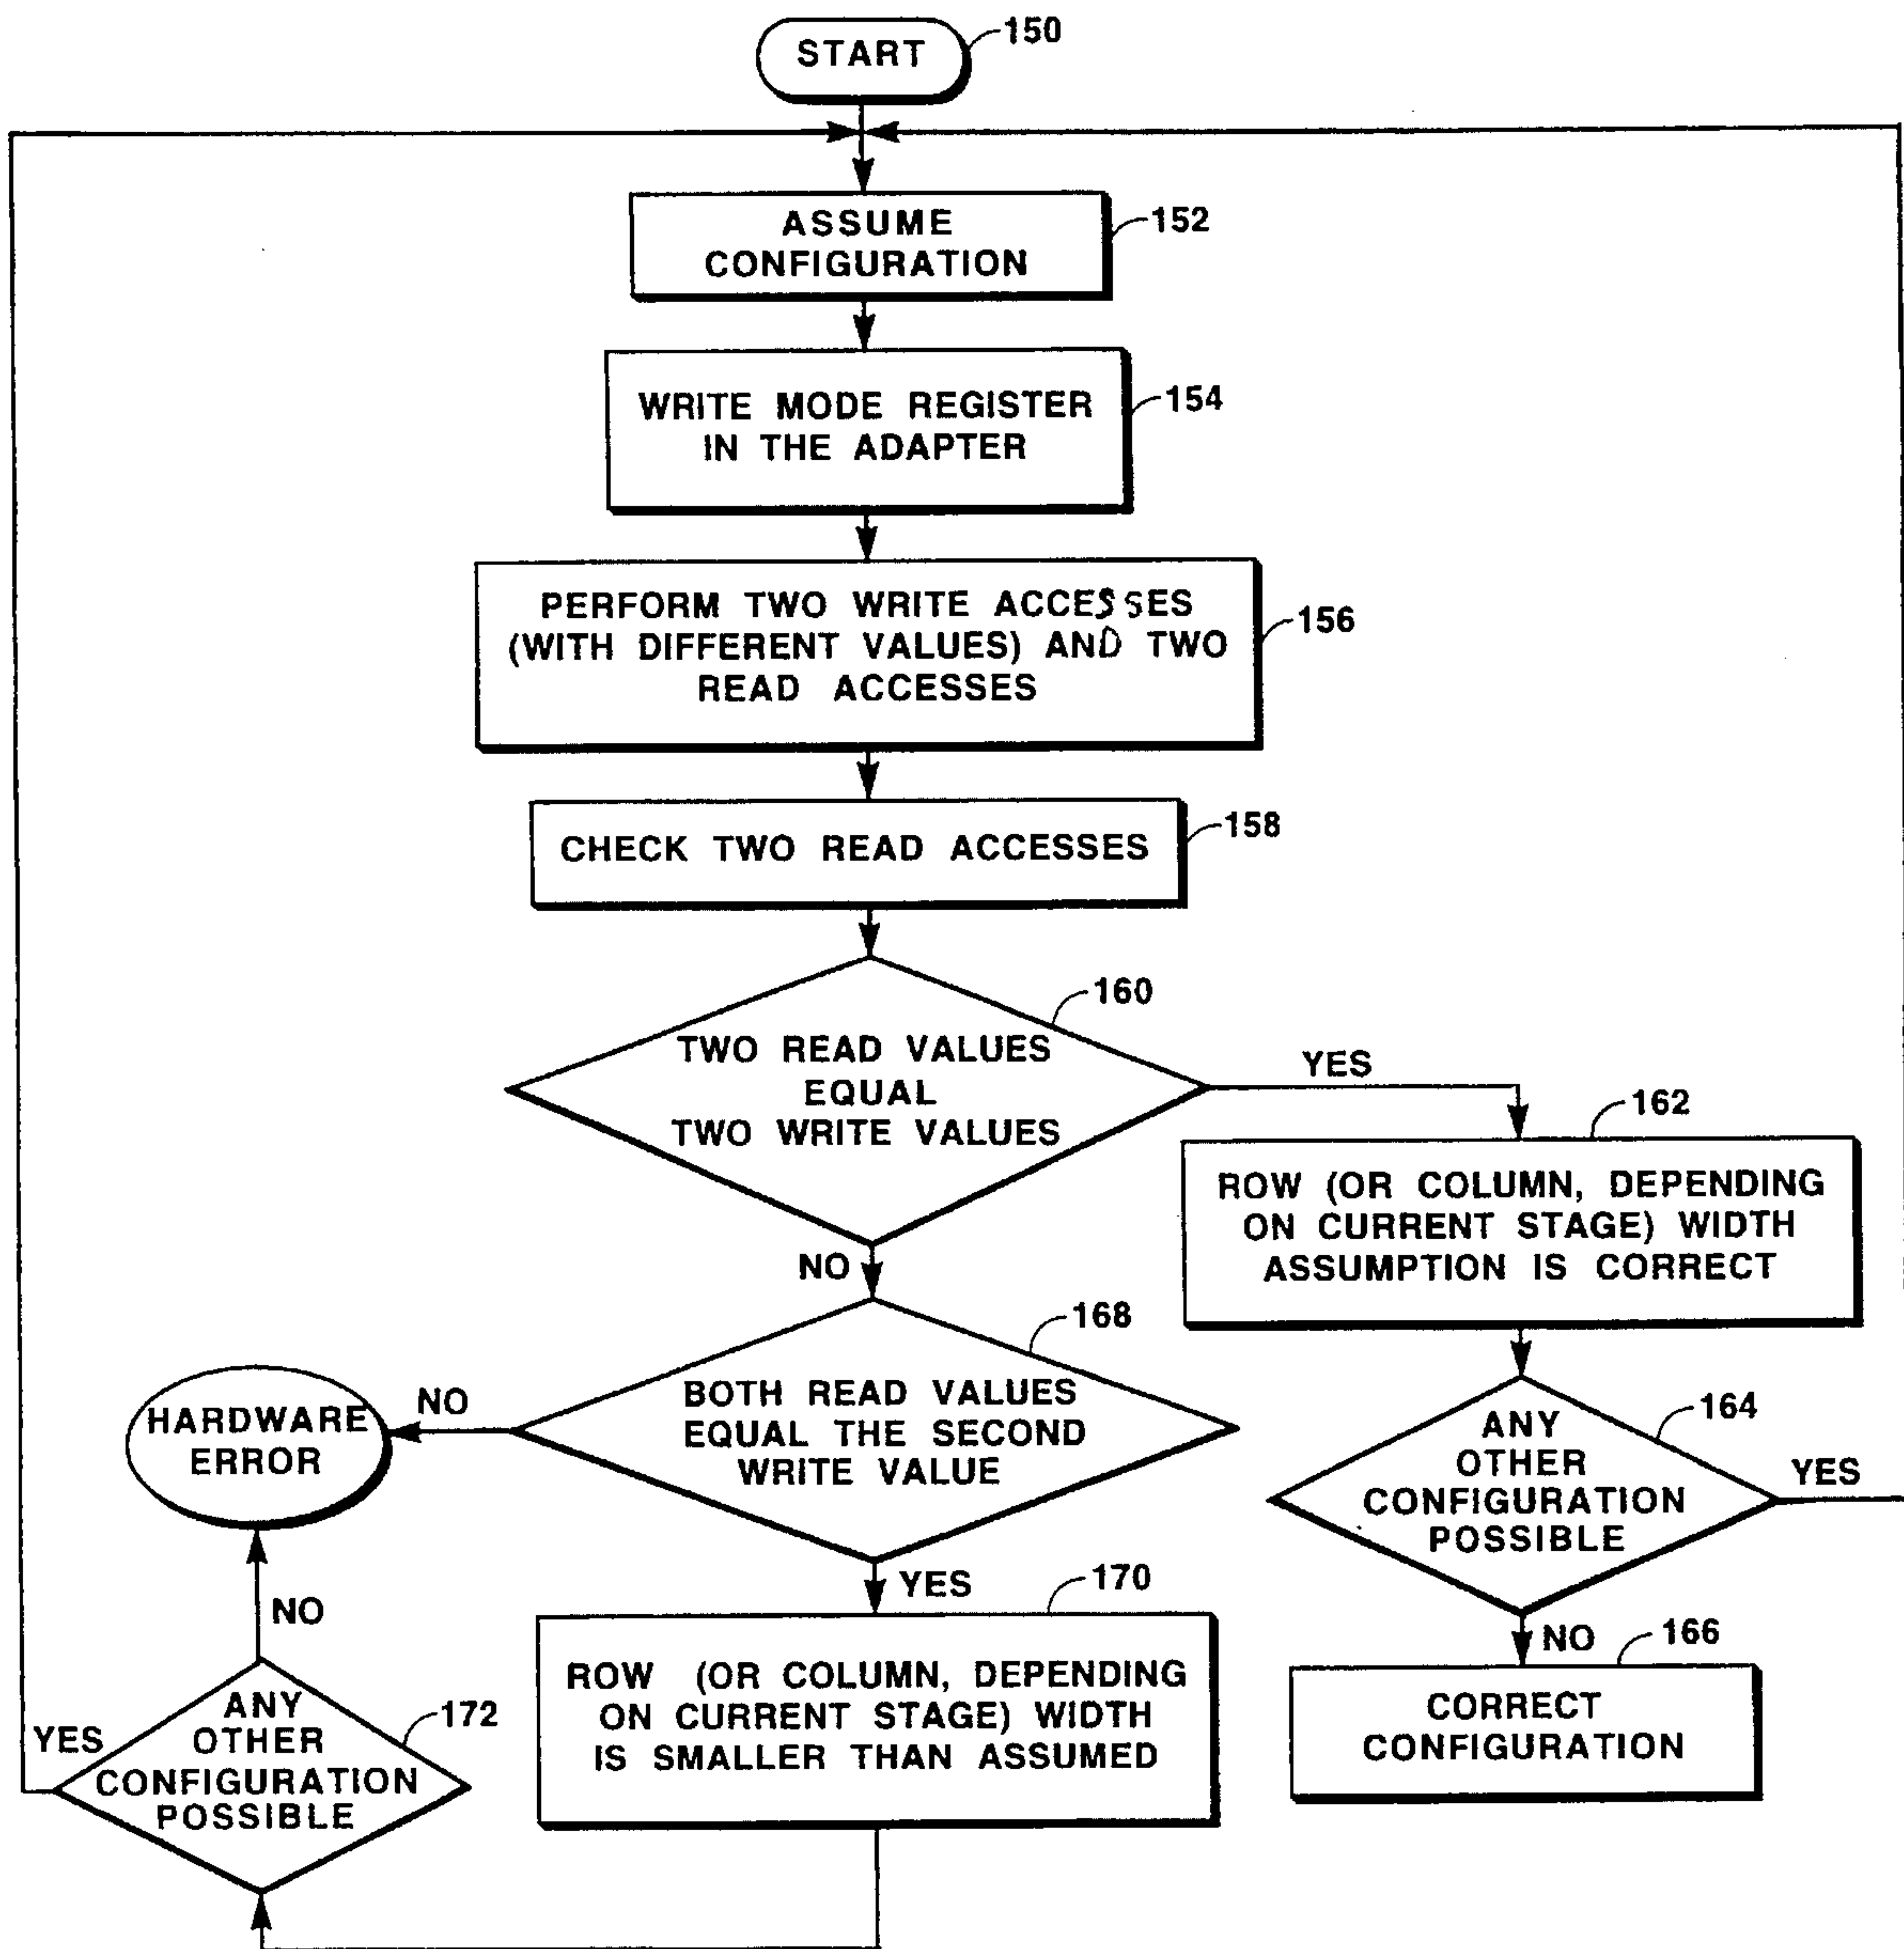 START
150
ASSUME
CONFIGURATION
152
WRITE MODE REGISTER
IN THE ADAPTER
154
PERFORM TWO WRITE ACCESSES
(WITH DIFFERENT VALUES) AND TWO
READ ACCESSES
156
CHECK TWO READ ACCESSES
158
160
TWO READ VALUES
EQUAL
TWO WRITE VALUES
YES
NO
162
ROW (OR COLUMN, DEPENDING
ON CURRENT STAGE) WIDTH
ASSUMPTION IS CORRECT
168
BOTH READ VALUES
EQUAL THE SECOND
WRITE VALUE
NO
YES
HARDWARE
ERROR
164
ANY
OTHER
CONFIGURATION
POSSIBLE
YES
NO
166
CORRECT
CONFIGURATION
170
ROW (OR COLUMN, DEPENDING
ON CURRENT STAGE) WIDTH
IS SMALLER THAN ASSUMED
NO
172
ANY
OTHER
CONFIGURATION
POSSIBLE
YES